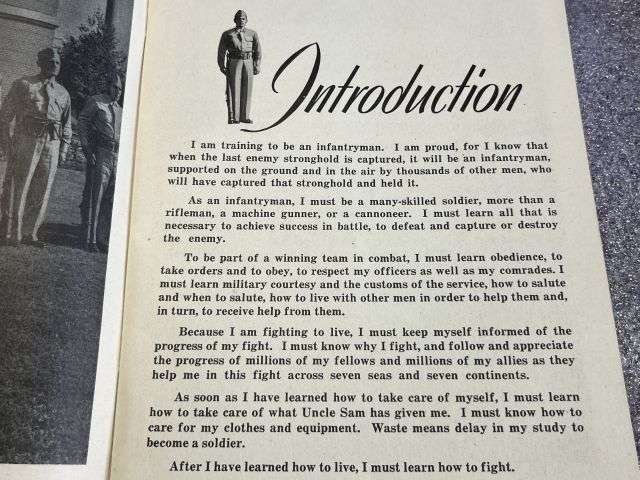 Introduction
I am training to be an infantryman. I am proud, for I know that
when the last enemy stronghold is captured, it will be an infantryman,
supported on the ground and in the air by thousands of other men, who
will have captured that stronghold and held it.
As an infantryman, I must be a many-skilled soldier, more than a
rifleman, a machine gunner, or a cannoneer. I must learn all that is
necessary to achieve success in battle, to defeat and capture or destroy
the enemy.
To be part of a winning team in combat, I must learn obedience, to
take orders and to obey, to respect my officers as well as my comrades. I
must learn military courtesy and the customs of the service, how to salute
and when to salute, how to live with other men in order to help them and,
in turn, to receive help from them.
Because I am fighting to live, I must keep myself informed of the
progress of my fight. I must know why I fight, and follow and appreciate
the progress of millions of my fellows and millions of my allies as they
help me in this fight across seven seas and seven continents.
As soon as I have learned how to take care of myself, I must learn
how to take care of what Uncle Sam has given me. I must know how to
care for my clothes and equipment. Waste means delay in my study to
become a soldier.
After I have learned how to live, I must learn how to fight.